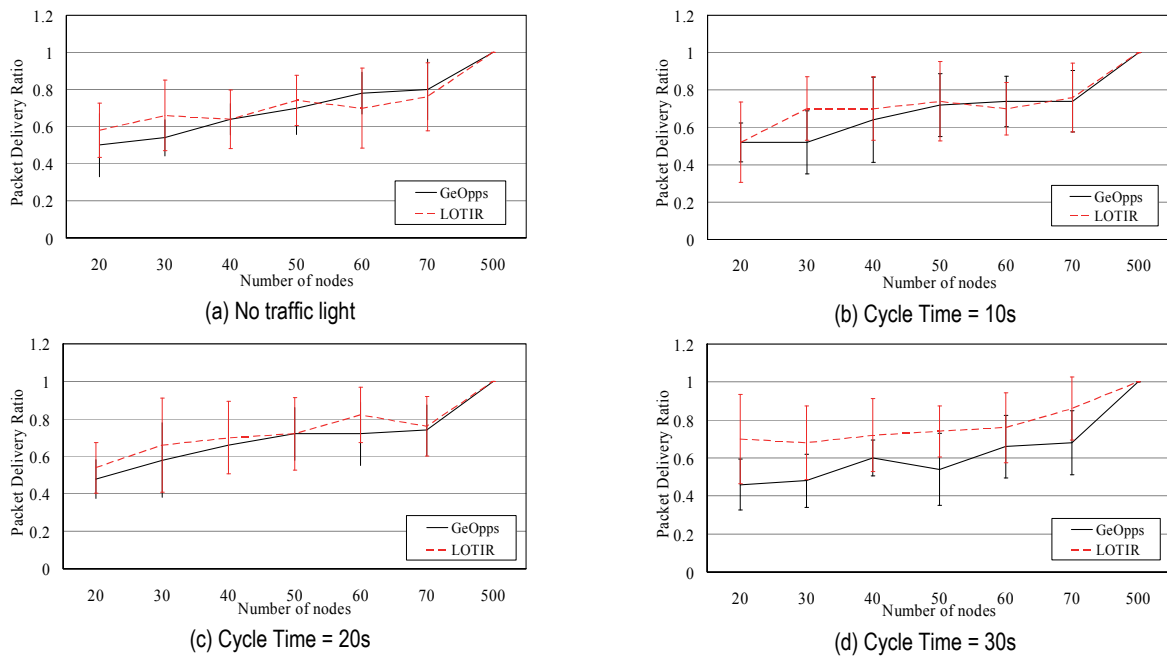 1.2
1
0.8
0.6
0.4
0.2
0
Packet Delivery Ratio
GeOpps
LOTIR
20 30 40 50 60 70 500
Number of nodes
(a) No traffic light
1.2
1
0.8
0.6
0.4
0.2
0
Packet Delivery Ratio
GeOpps
LOTIR
20 30 40 50 60 70 500
Number of nodes
(b) Cycle Time = 10s
1.2
1
0.8
0.6
0.4
0.2
0
Packet Delivery Ratio
GeOpps
LOTIR
20 30 40 50 60 70 500
Number of nodes
(c) Cycle Time = 20s
1.2
1
0.8
0.6
0.4
0.2
0
Packet Delivery Ratio
GeOpps
LOTIR
20 30 40 50 60 70 500
Number of nodes
(d) Cycle Time = 30s